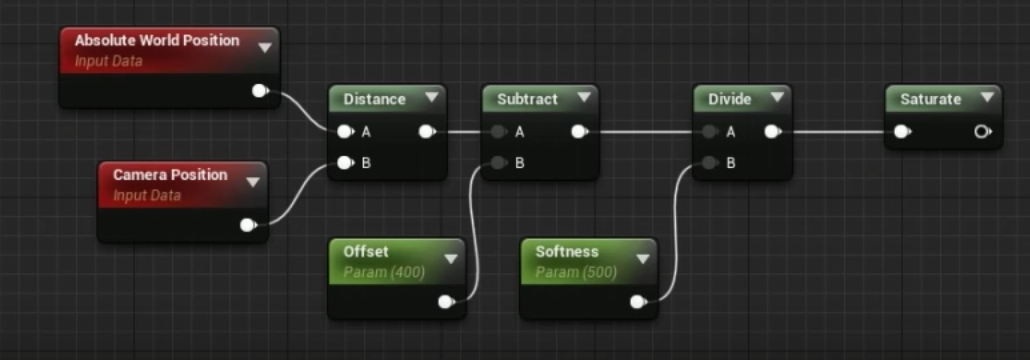 Absolute World Position
Input Data
Distance
A
B
Subtract
A
B
Divide
A
B
Saturate
Camera Position
Input Data
Offset
Param (400)
Softness
Param (500)